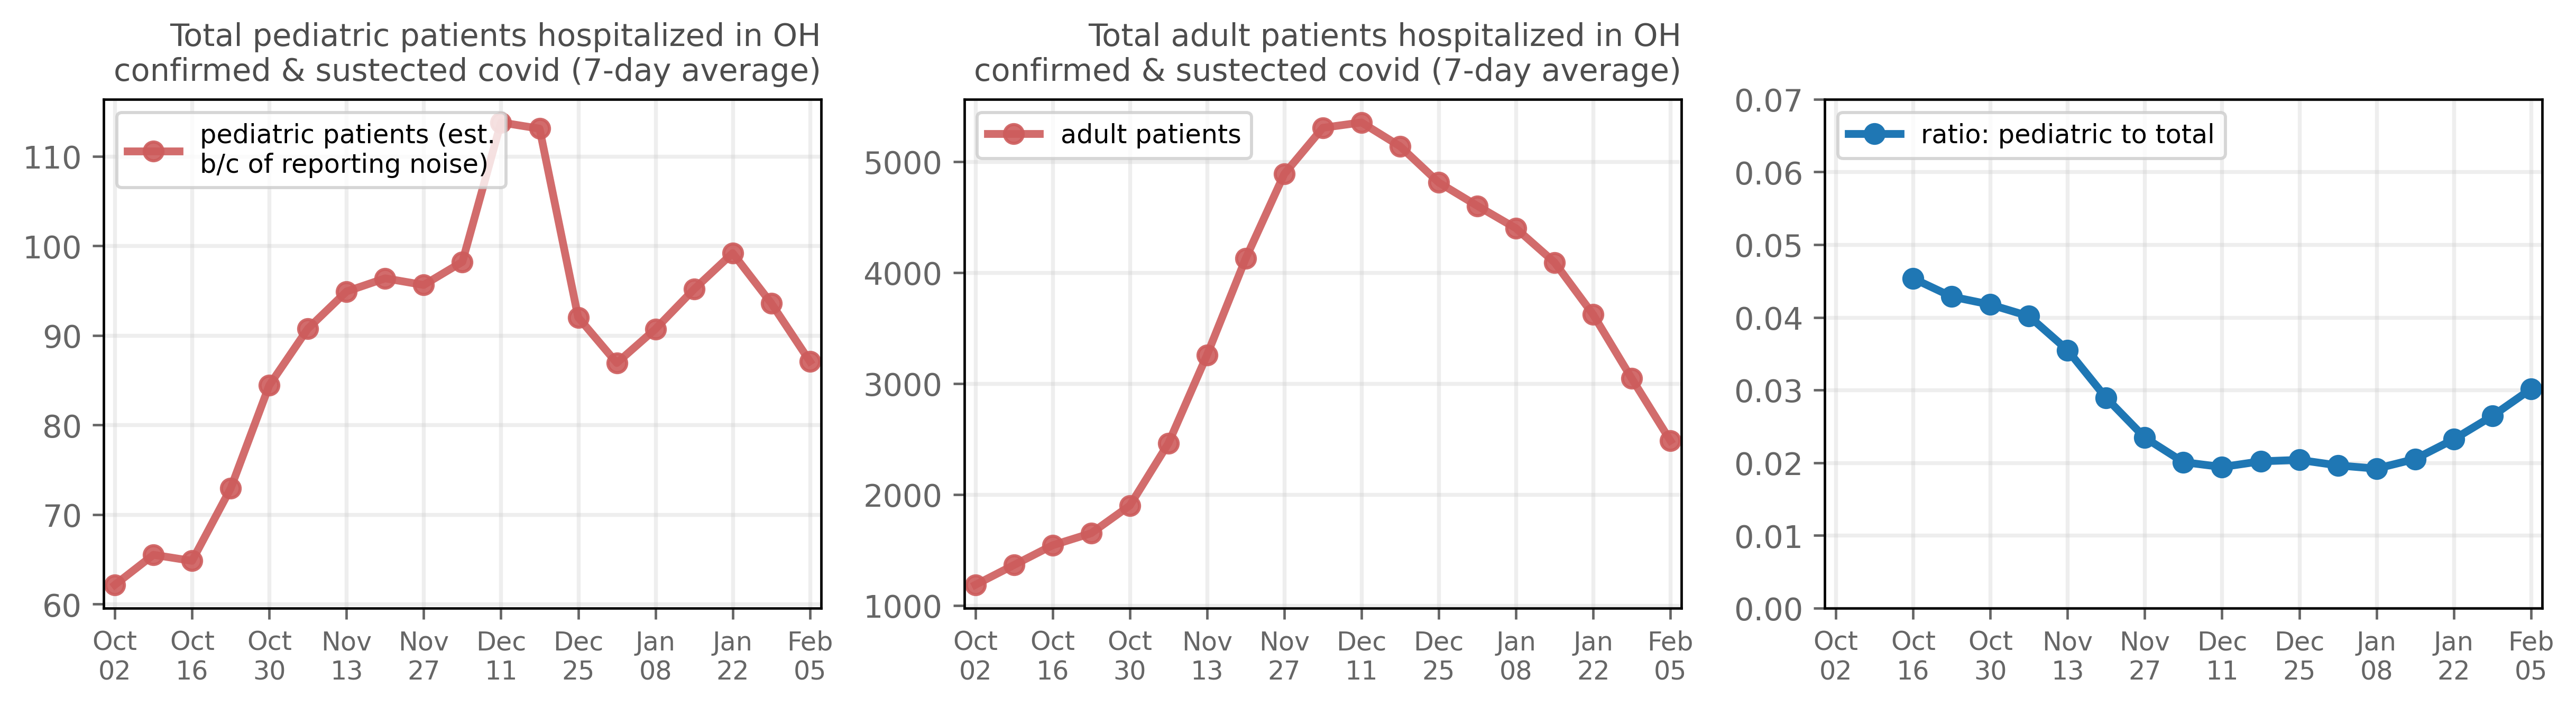 Total pediatric patients hospitalized in OH
confirmed & sustected covid (7-day average)
pediatric patients (est.
b/c of reporting noise)
110
100
90
80
70
60
Oct Oct Oct Nov Nov Dec Dec Jan Jan Feb
02 16 30 13 27 11 25 08 22 05
Total adult patients hospitalized in OH
confirmed & sustected covid (7-day average)
adult patients
5000
4000
3000
2000
1000
Oct Oct Oct Nov Nov Dec Dec Jan Jan Feb
02 16 30 13 27 11 25 08 22 05
ratio: pediatric to total
0.07
0.06
0.05
0.04
0.03
0.02
0.01
0.00
Oct Oct Oct Nov Nov Dec Dec Jan Jan Feb
02 16 30 13 27 11 25 08 22 05